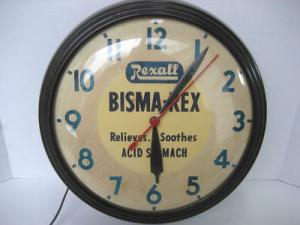 12
11 1
Rexall
10 2
BISMA-REX
9 3
Relieves. Soothes
ACID STOMACH
8 4
7 5
6